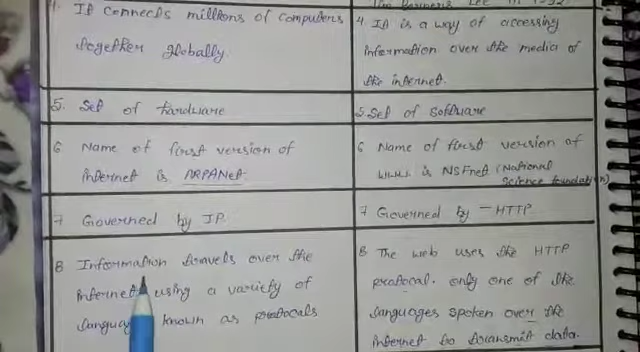 4. It connects millions of computers
together globally.
5. Set of hardware
6 Name of first version of
internet is ARPANet
7 Governed by IP.
8 Information travels over the
internet using a variety of
languag known as protocals
4 It is a way of accessing
information over the media of
the internet.
5. Set of software
6 Name of first version of
WWW is NSFnet (National
Science foundation)
7 Governed by - HTTP
8 The web uses the HTTP
protocal. only one of the
languages spoken over the
internet to transmit data.